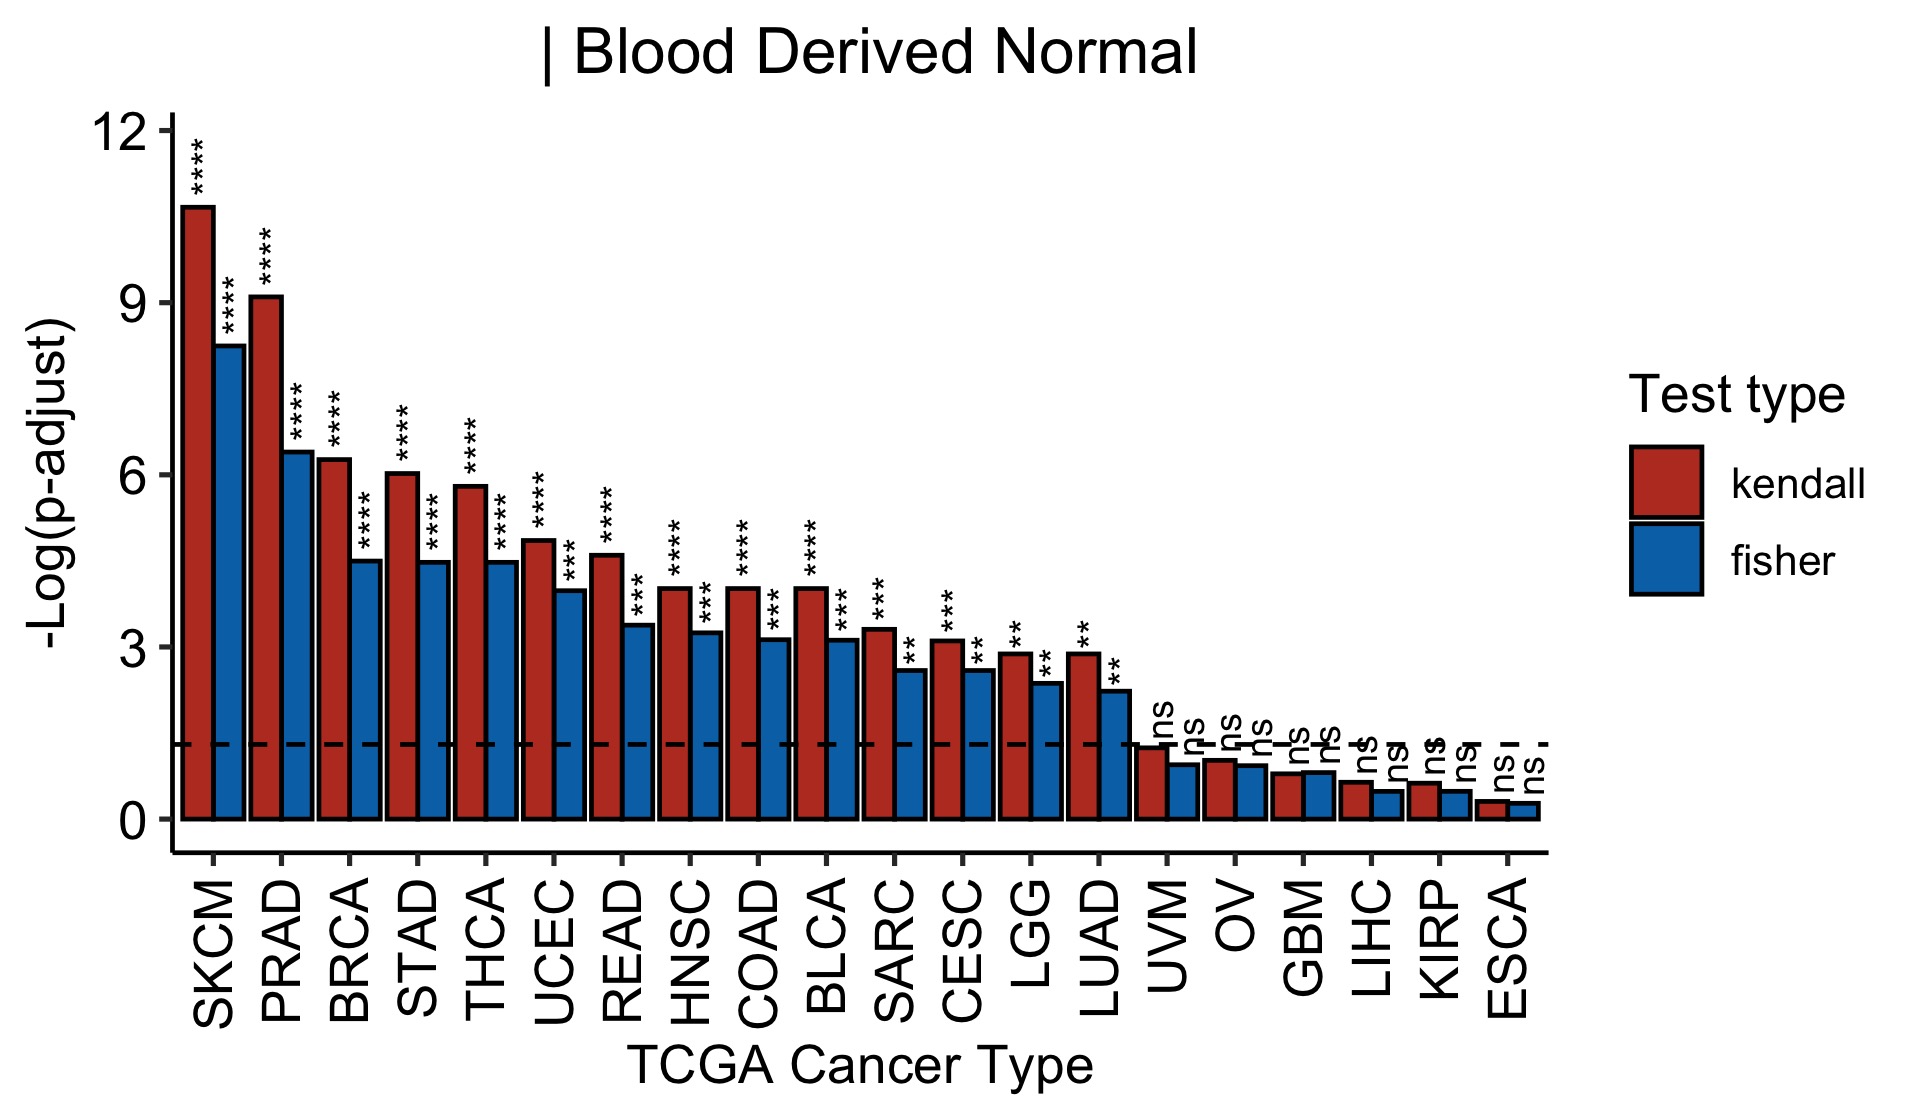 | Blood Derived Normal
-Log(p-adjust)
12
9
6
3
0
**** ****
**** ****
**** ****
**** ****
**** ****
**** ***
**** ***
**** ***
**** ***
**** ***
*** **
*** **
** **
** **
ns ns
ns ns
ns ns
ns ns
ns ns
ns ns
SKCM
PRAD
BRCA
STAD
THCA
UCEC
READ
HNSC
COAD
BLCA
SARC
CESC
LGG
LUAD
UVM
OV
GBM
LIHC
KIRP
ESCA
TCGA Cancer Type
Test type
kendall
fisher